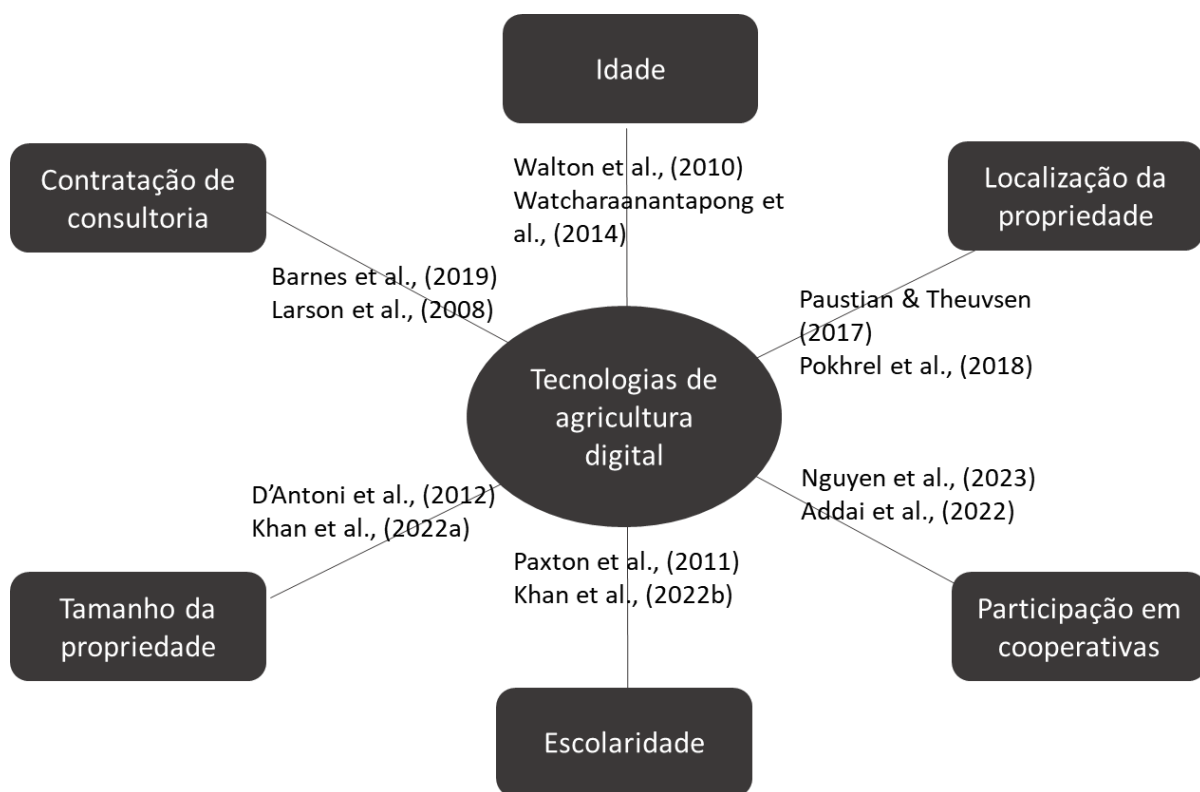 Idade
Contratação de
consultoria
Localização da
propriedade
Walton et al., (2010)
Watcharaanantapong et
al., (2014)
Barnes et al., (2019)
Larson et al., (2008)
Paustian & Theuvsen
(2017)
Pokhrel et al., (2018)
Tecnologias de
agricultura
digital
D’Antoni et al., (2012)
Khan et al., (2022a)
Nguyen et al., (2023)
Addai et al., (2022)
Paxton et al., (2011)
Khan et al., (2022b)
Tamanho da
propriedade
Participação em
cooperativas
Escolaridade